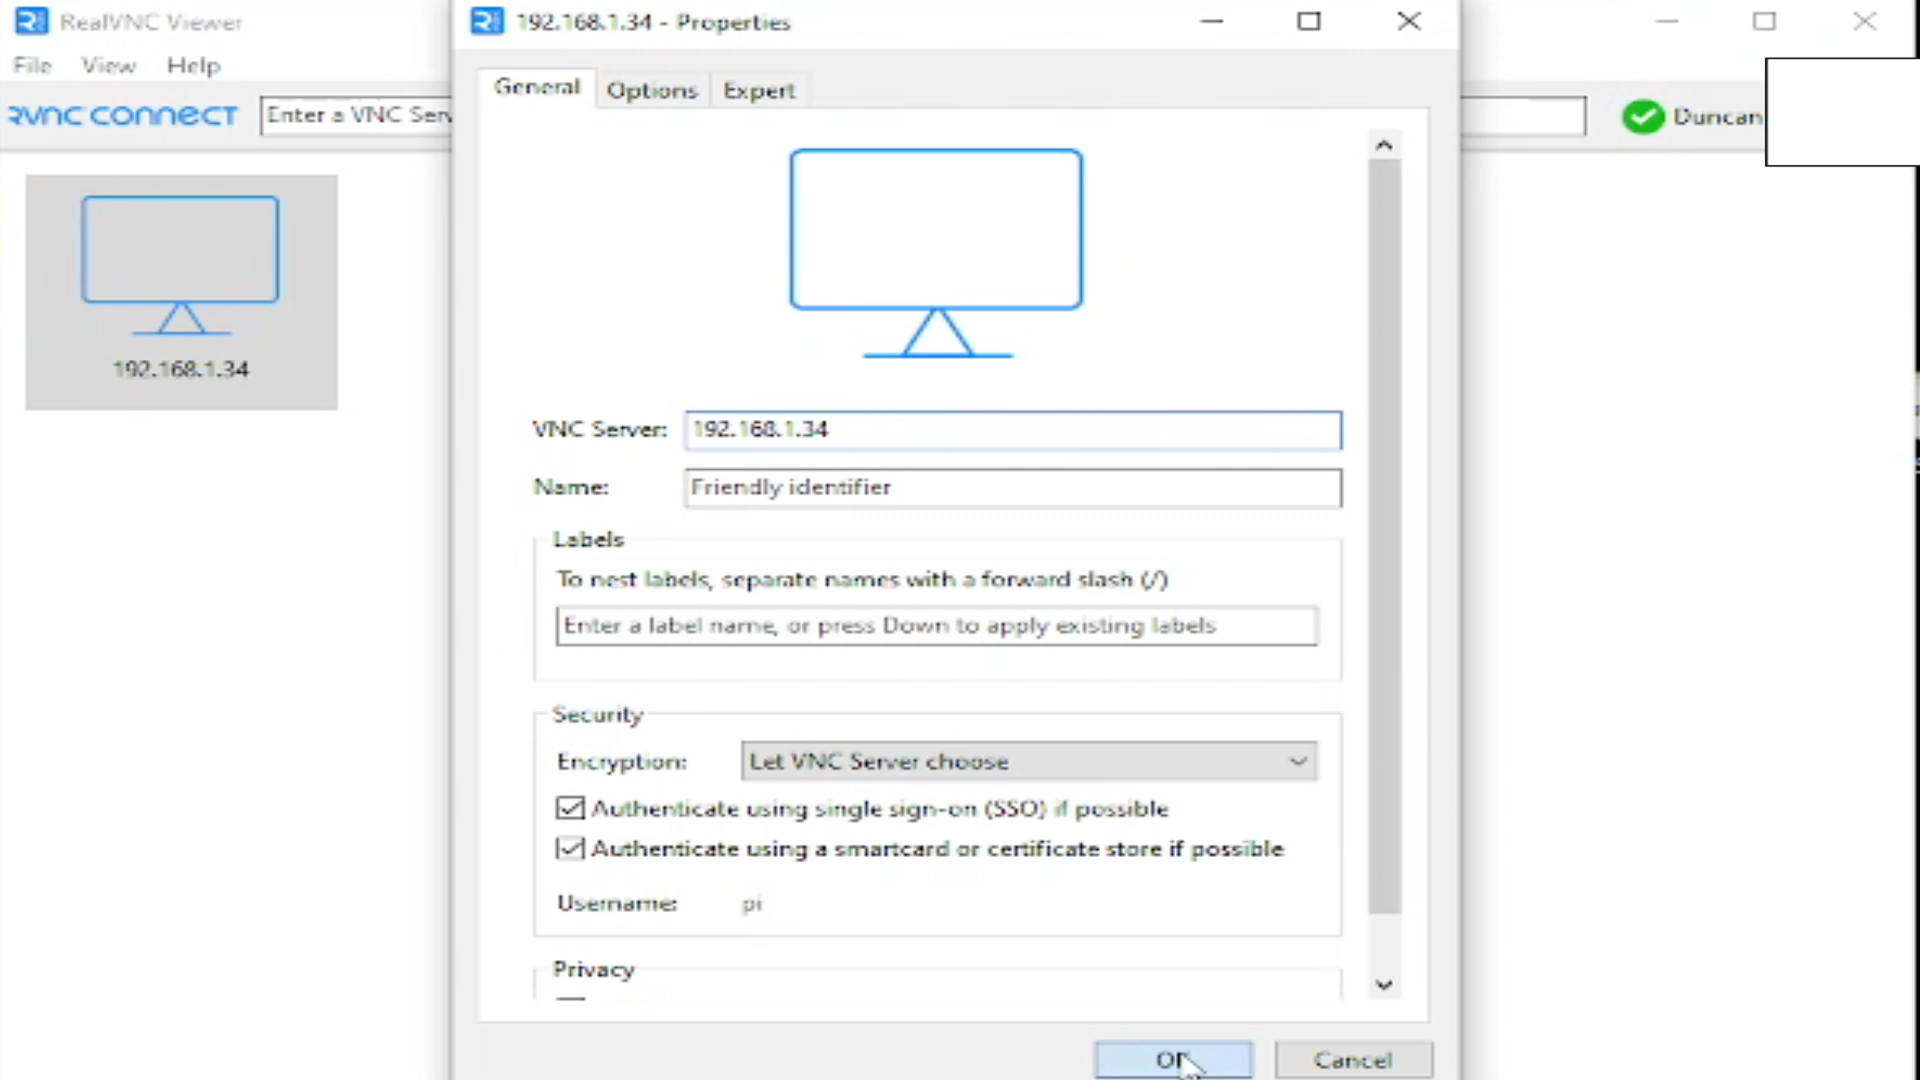 RealVNC Viewer
File View Help
RVNC CONNECT
Enter a VNC Serv
Duncan
192.168.1.34
192.168.1.34 - Properties
General Options Expert
VNC Server: 192.168.1.34
Name: Friendly identifier
Labels
To nest labels, separate names with a forward slash (/)
Enter a label name, or press Down to apply existing labels
Security
Encryption: Let VNC Server choose
Authenticate using single sign-on (SSO) if possible
Authenticate using a smartcard or certificate store if possible
Username: pi
Privacy
OK Cancel